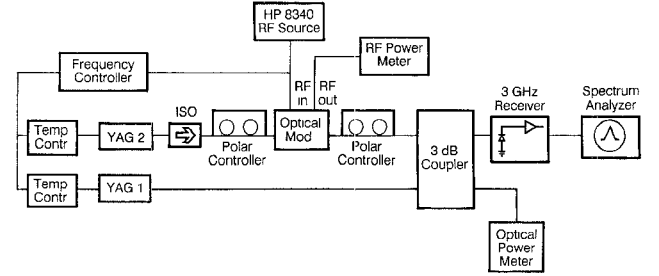 HP 8340
RF Source
RF Power
Meter
Frequency
Controller
RF
in
RF
out
3 GHz
Receiver
Spectrum
Analyzer
ISO
Temp
Contr
YAG 2
Optical
Mod
Polar
Controller
Polar
Controller
3 dB
Coupler
Temp
Contr
YAG 1
Optical
Power
Meter